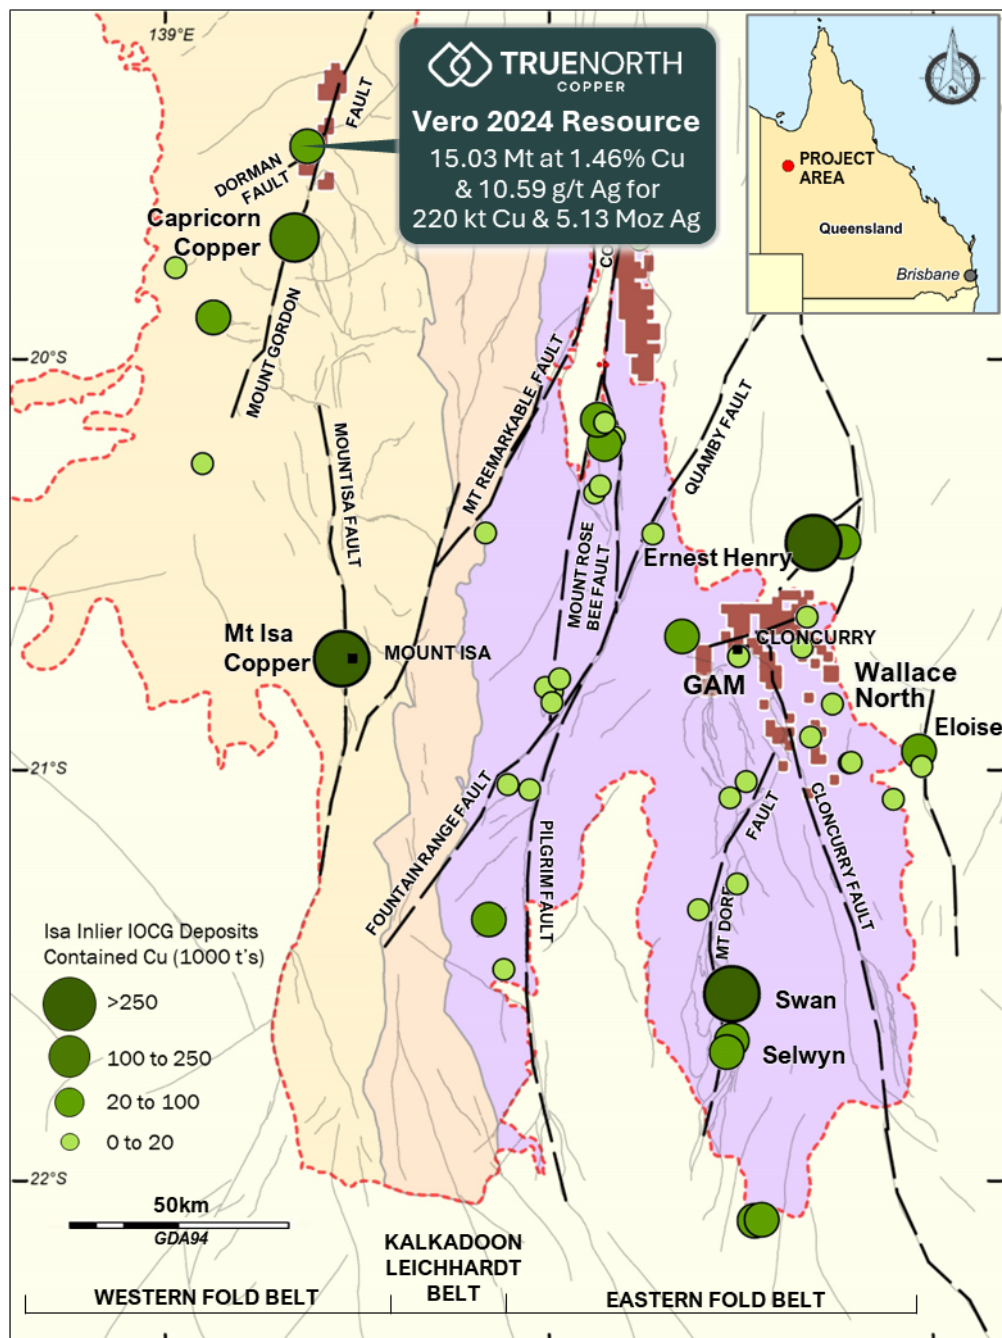 139°E
TRUENORTH
COPPER
Vero 2024 Resource
15.03 Mt at 1.46% Cu
& 10.59 g/t Ag for
220 kt Cu & 5.13 Moz Ag
N
PROJECT
AREA
Queensland
Brisbane
FAULT
DORMAN
FAULT
Capricorn
Copper
MOUNT GORDON
20°S
MOUNT ISA FAULT
MT REMARKABLE FAULT
CO
QUAMBY FAULT
MOUNT ROSE
BEE FAULT
Ernest Henry
Mt Isa
Copper
MOUNT ISA
CLONCURRY
GAM
Wallace
North
Eloise
21°S
FOUNTAIN RANGE FAULT
PILGRIM FAULT
FAULT
MT DORE
CLONCURRY FAULT
Isa Inlier IOCG Deposits
Contained Cu (1000 t's)
>250
100 to 250
20 to 100
0 to 20
Swan
Selwyn
22°S
50km
GDA94
WESTERN FOLD BELT
KALKADOON
LEICHHARDT
BELT
EASTERN FOLD BELT